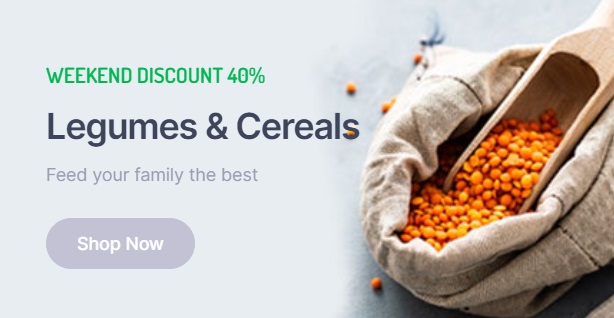 WEEKEND DISCOUNT 40%
Legumes & Cereals
Feed your family the best
Shop Now